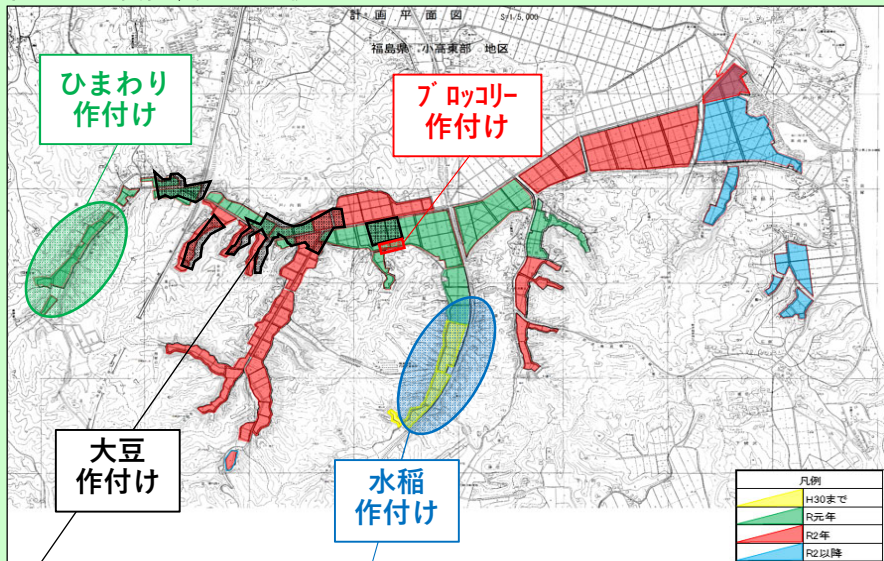 計画平面図 S=1/5,000
福島県 小高東部 地区
ひまわり
作付け
ブロッコリー
作付け
大豆
作付け
水稲
作付け
凡例
H30まで
R元年
R2年
R2以降